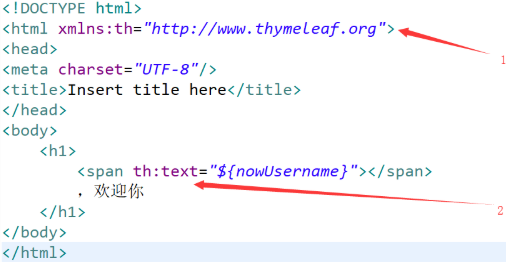 <!DOCTYPE html>
<html xmlns:th="http://www.thymeleaf.org">
1
<head>
<meta charset="UTF-8"/>
<title>Insert title here</title>
</head>
<body>
<h1>
<span th:text="${nowUsername}"></span>
，欢迎你
2
</h1>
</body>
</html>